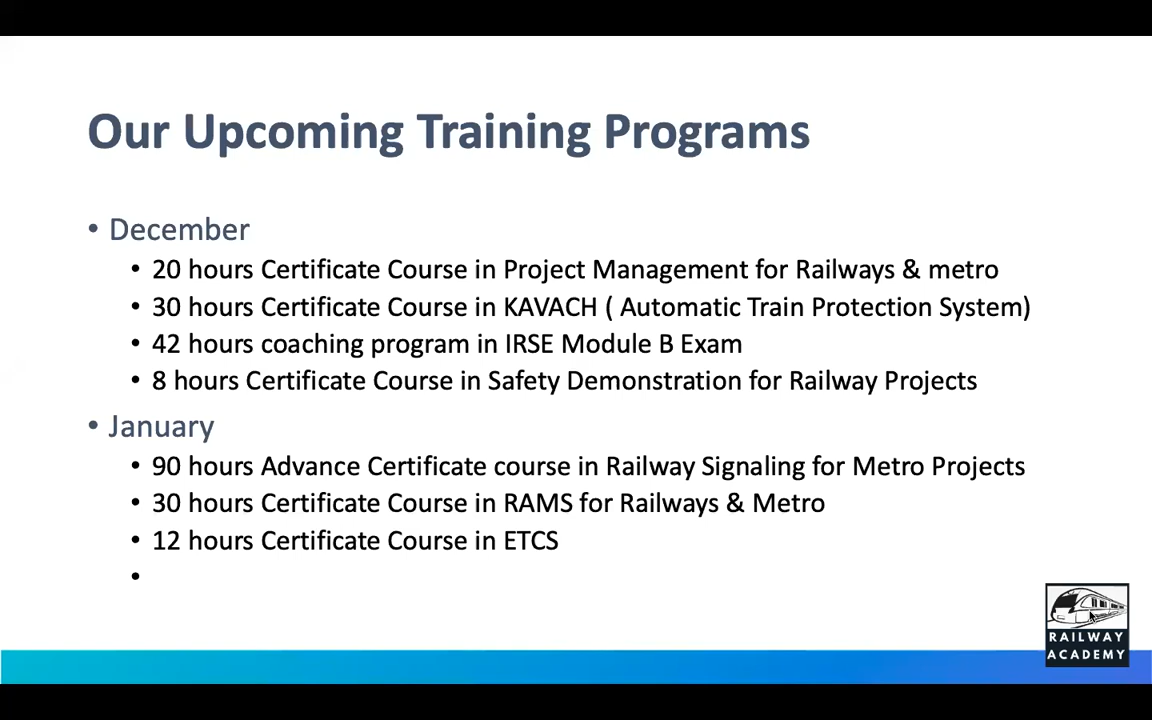 Our Upcoming Training Programs
• December
• 20 hours Certificate Course in Project Management for Railways & metro
• 30 hours Certificate Course in KAVACH ( Automatic Train Protection System)
• 42 hours coaching program in IRSE Module B Exam
• 8 hours Certificate Course in Safety Demonstration for Railway Projects
• January
• 90 hours Advance Certificate course in Railway Signaling for Metro Projects
• 30 hours Certificate Course in RAMS for Railways & Metro
• 12 hours Certificate Course in ETCS
•
RAILWAY
ACADEMY